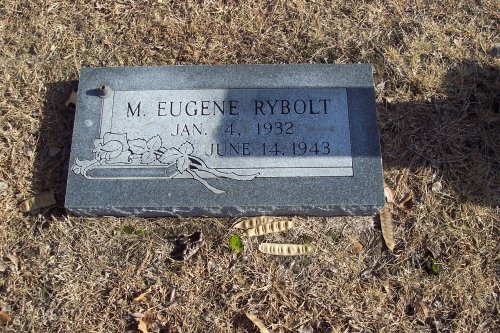 M. EUGENE RYBOLT
JAN. 4, 1932
JUNE 14, 1943